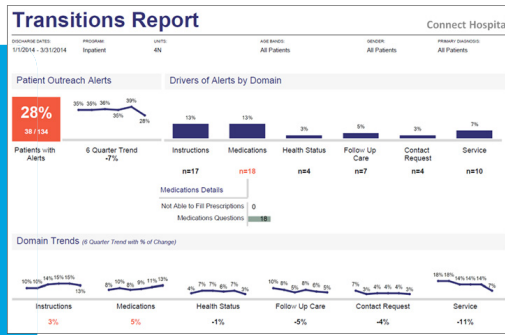 Transitions Report
Connect Hospita
DISCHARGE DATES: PROGRAM: UNITS: AGE BANDS: GENDER: PRIMARY DIAGNOSIS:
1/1/2014 - 3/31/2014 Inpatient 4N All Patients All Patients All Patients
Patient Outreach Alerts Drivers of Alerts by Domain
28%
38 / 134
35% 35% 36% 35% 39% 28%
13% 13% 3% 5% 3% 7%
Patients with Alerts
6 Quarter Trend
-7%
Instructions Medications Health Status Follow Up Care Contact Request Service
n=17 n=18 n=4 n=7 n=4 n=10
Medications Details
Not Able to Fill Prescriptions 0
Medications Questions 18
Domain Trends (6 Quarter Trend with % of Change)
10% 10% 14% 15% 15% 13%
8% 10% 8% 9% 11% 13%
4% 7% 7% 6% 7% 3%
10% 8% 5% 8% 6% 5%
7% 3% 4% 4% 4% 3%
18% 18% 14% 14% 14% 7%
Instructions Medications Health Status Follow Up Care Contact Request Service
3% 5% -1% -5% -4% -11%